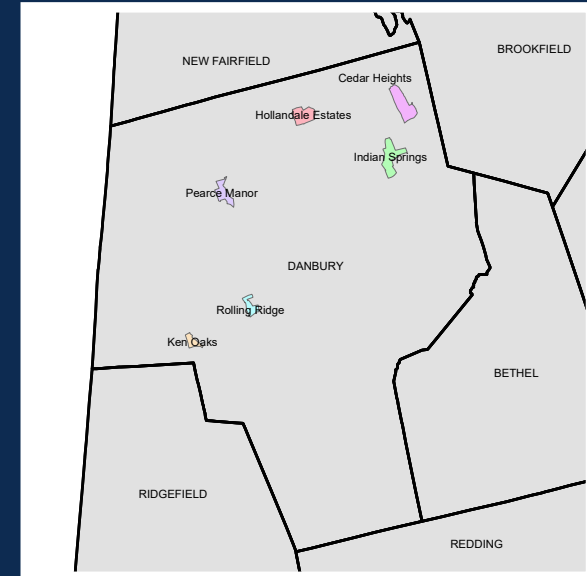 BROOKFIELD
NEW FAIRFIELD
Cedar Heights
Hollandale Estates
Indian Springs
Pearce Manor
DANBURY
Rolling Ridge
Ken Oaks
BETHEL
RIDGEFIELD
REDDING